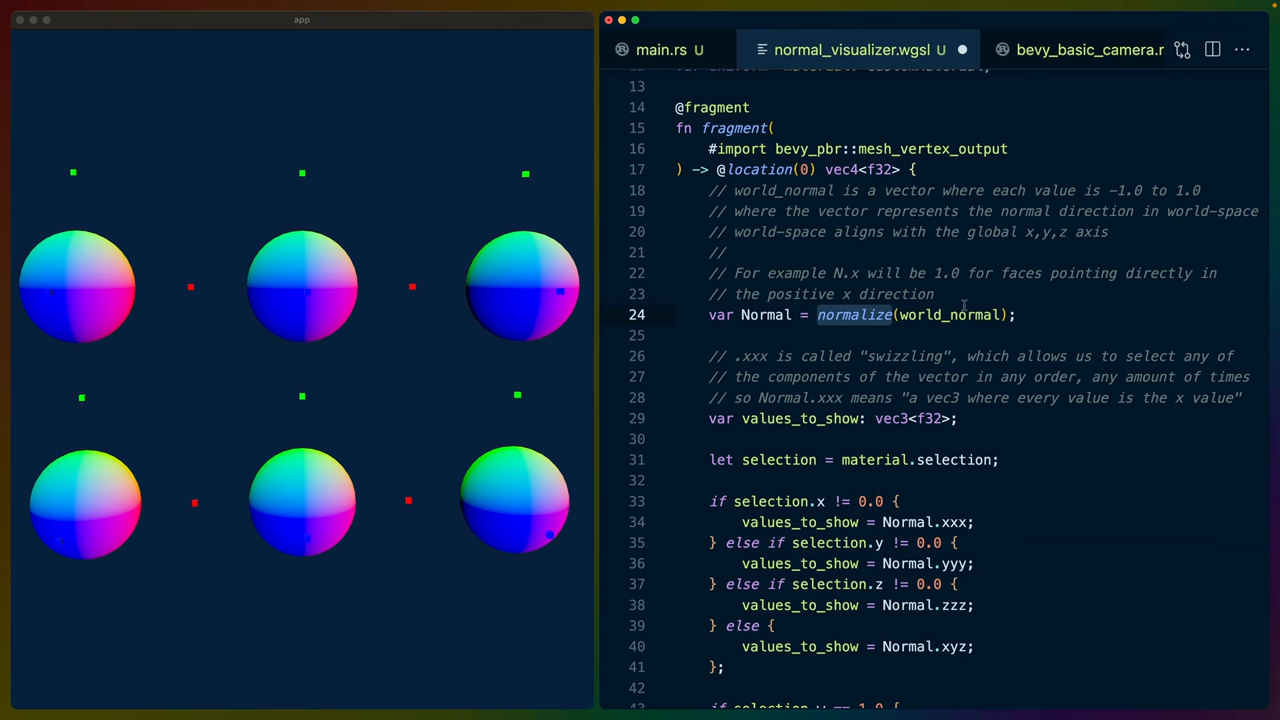 app
main.rs U
normal_visualizer.wgsl U
bevy_basic_camera.r
13
14 @fragment
15 fn fragment(
16 #import bevy_pbr::mesh_vertex_output
17 ) -> @location(0) vec4<f32> {
18 // world_normal is a vector where each value is -1.0 to 1.0
19 // where the vector represents the normal direction in world-space
20 // world-space aligns with the global x,y,z axis
21 //
22 // For example N.x will be 1.0 for faces pointing directly in
23 // the positive x direction
24 var Normal = normalize(world_normal);
25
26 // .xxx is called "swizzling", which allows us to select any of
27 // the components of the vector in any order, any amount of times
28 // so Normal.xxx means "a vec3 where every value is the x value"
29 var values_to_show: vec3<f32>;
30
31 let selection = material.selection;
32
33 if selection.x != 0.0 {
34 values_to_show = Normal.xxx;
35 } else if selection.y != 0.0 {
36 values_to_show = Normal.yyy;
37 } else if selection.z != 0.0 {
38 values_to_show = Normal.zzz;
39 } else {
40 values_to_show = Normal.xyz;
41 };
42